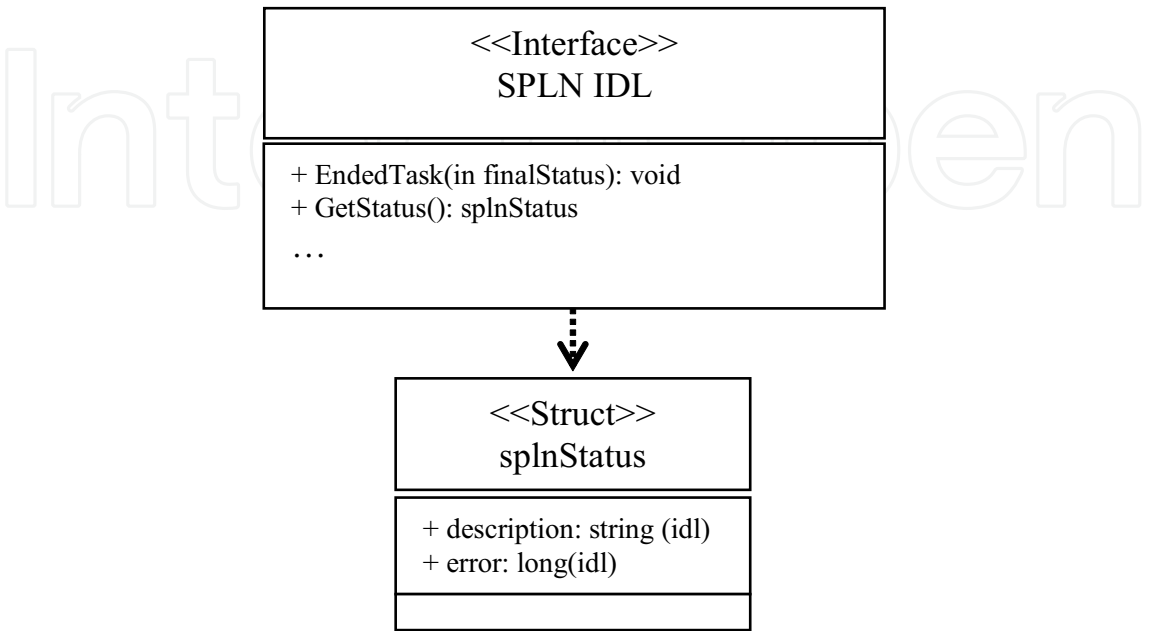 <<Interface>>
SPLN IDL
+ EndedTask(in finalStatus): void
+ GetStatus(): splnStatus
…
<<Struct>>
splnStatus
+ description: string (idl)
+ error: long(idl)